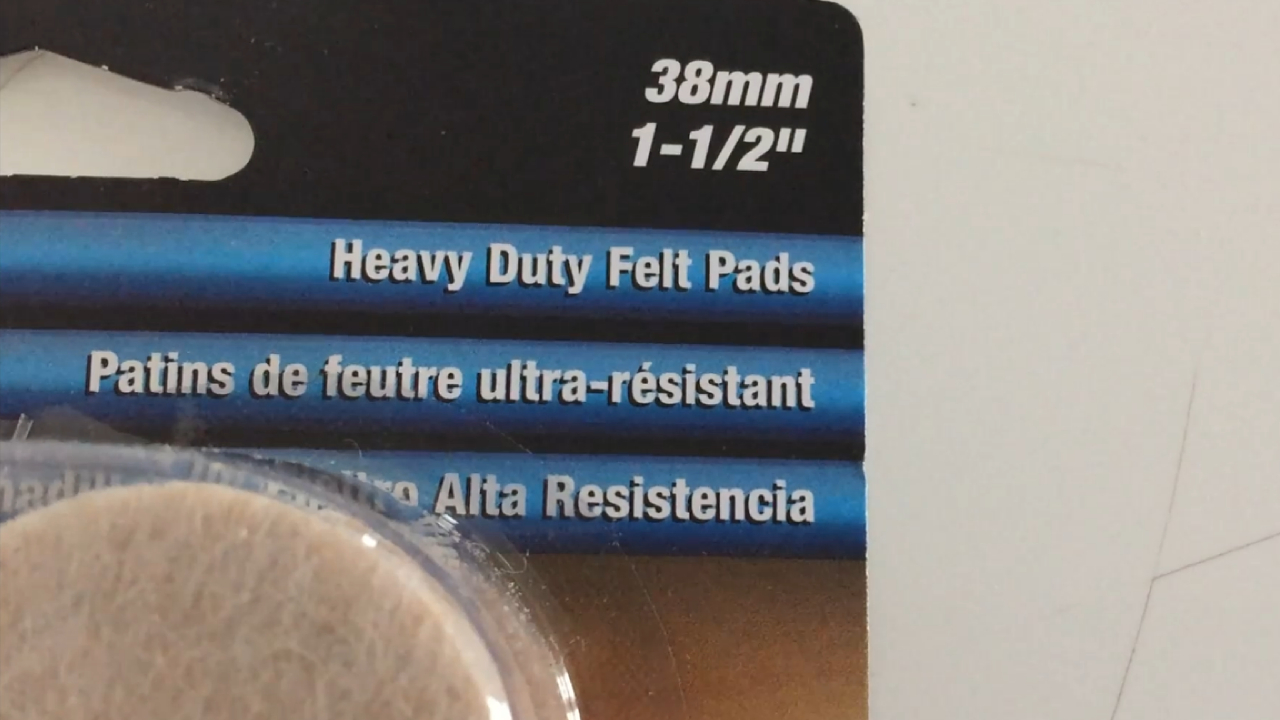 38mm
1-1/2"
Heavy Duty Felt Pads
Patins de feutre ultra-résistant
Alta Resistencia